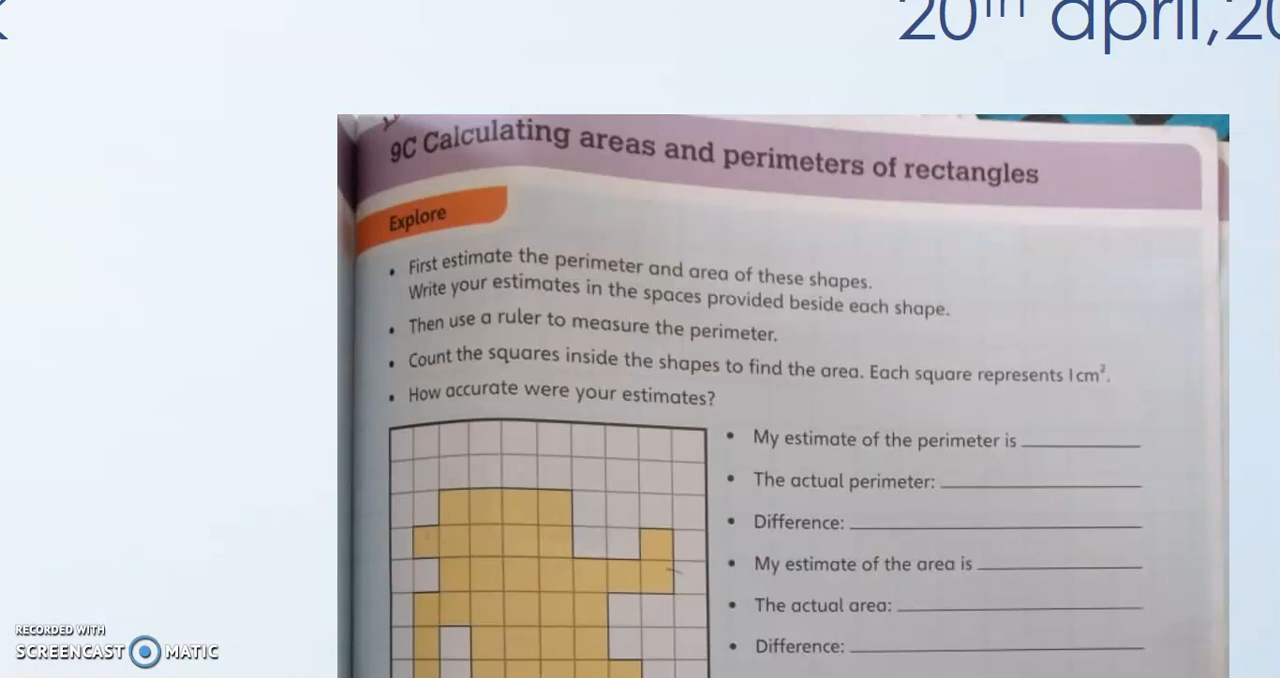 20th april,20
9C Calculating areas and perimeters of rectangles
Explore
• First estimate the perimeter and area of these shapes.
Write your estimates in the spaces provided beside each shape.
• Then use a ruler to measure the perimeter.
• Count the squares inside the shapes to find the area. Each square represents 1cm².
• How accurate were your estimates?
• My estimate of the perimeter is
• The actual perimeter:
• Difference:
• My estimate of the area is
• The actual area:
• Difference:
RECORDED WITH
SCREENCAST MATIC